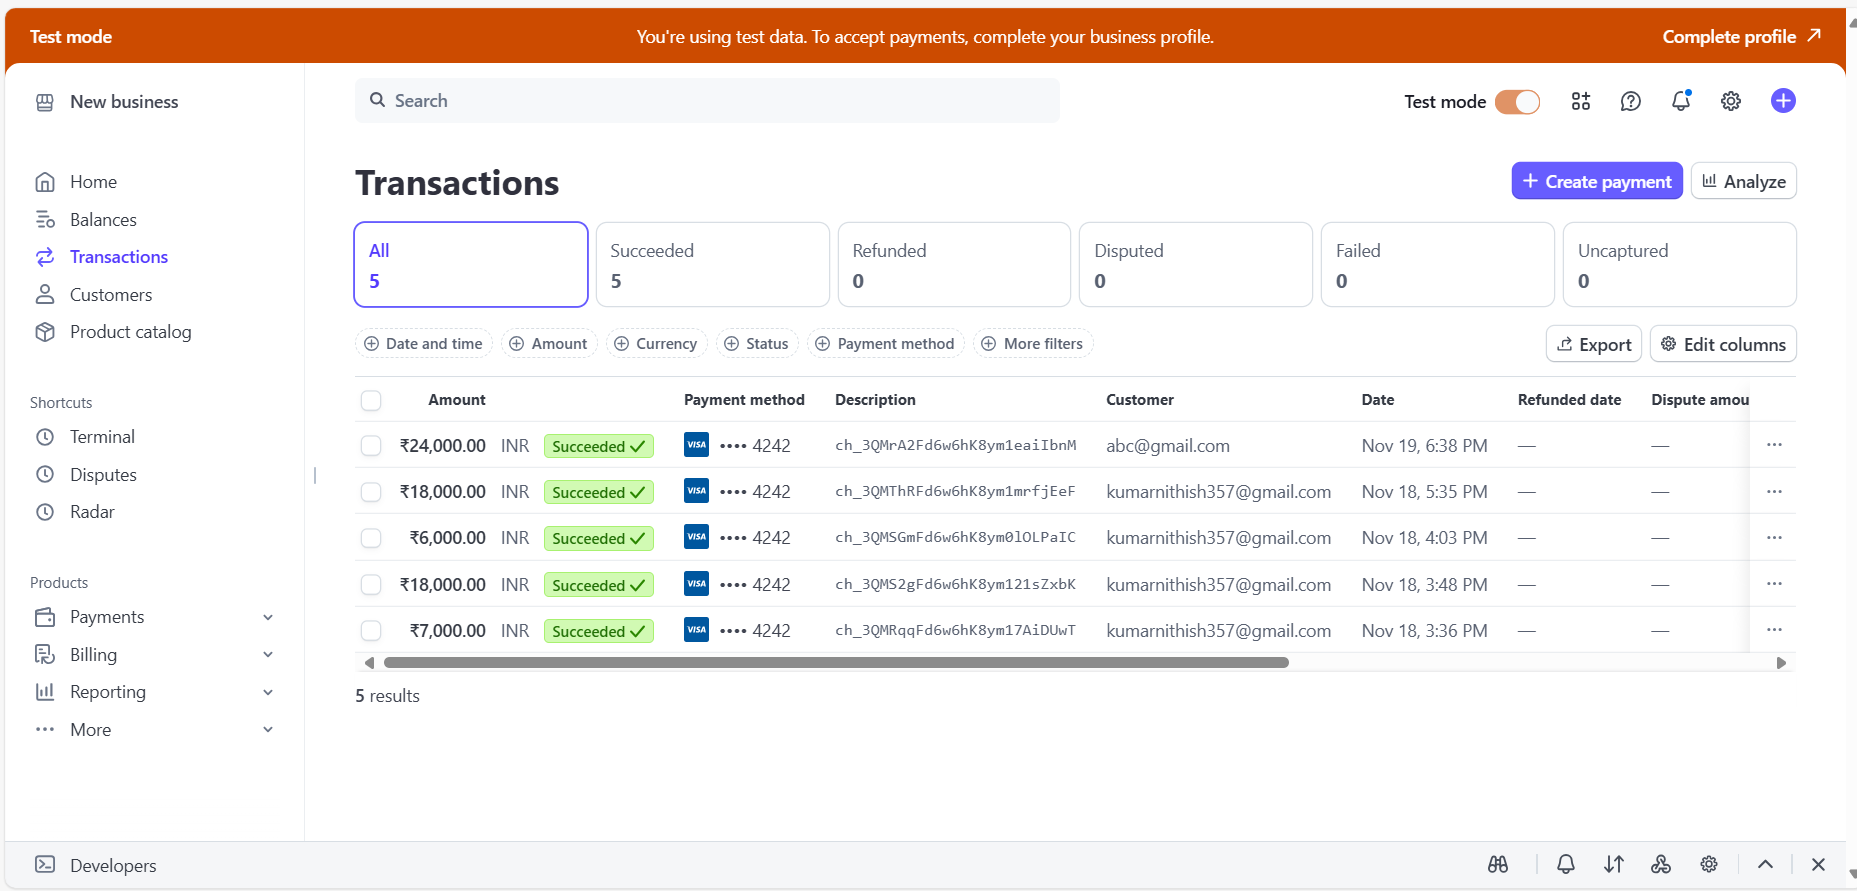 Test mode
You're using test data. To accept payments, complete your business profile.
Complete profile
New business
Search
Test mode
Home
Balances
Transactions
Customers
Product catalog
Shortcuts
Terminal
Disputes
Radar
Products
Payments
Billing
Reporting
More
Transactions
Create payment
Analyze
All
5
Succeeded
5
Refunded
0
Disputed
0
Failed
0
Uncaptured
0
Date and time
Amount
Currency
Status
Payment method
More filters
Export
Edit columns
Amount Payment method Description Customer Date Refunded date Dispute amou
₹24,000.00 INR Succeeded VISA •••• 4242 ch_3QMrA2Fd6w6hK8ym1eaiIbnM abc@gmail.com Nov 19, 6:38 PM — —
₹18,000.00 INR Succeeded VISA •••• 4242 ch_3QMThRFd6w6hK8ym1mrfjEeF kumarnithish357@gmail.com Nov 18, 5:35 PM — —
₹6,000.00 INR Succeeded VISA •••• 4242 ch_3QMSGmFd6w6hK8ym0lOLPaIC kumarnithish357@gmail.com Nov 18, 4:03 PM — —
₹18,000.00 INR Succeeded VISA •••• 4242 ch_3QMS2gFd6w6hK8ym121sZxbK kumarnithish357@gmail.com Nov 18, 3:48 PM — —
₹7,000.00 INR Succeeded VISA •••• 4242 ch_3QMRqqFd6w6hK8ym17AiDUwT kumarnithish357@gmail.com Nov 18, 3:36 PM — —
5 results
Developers